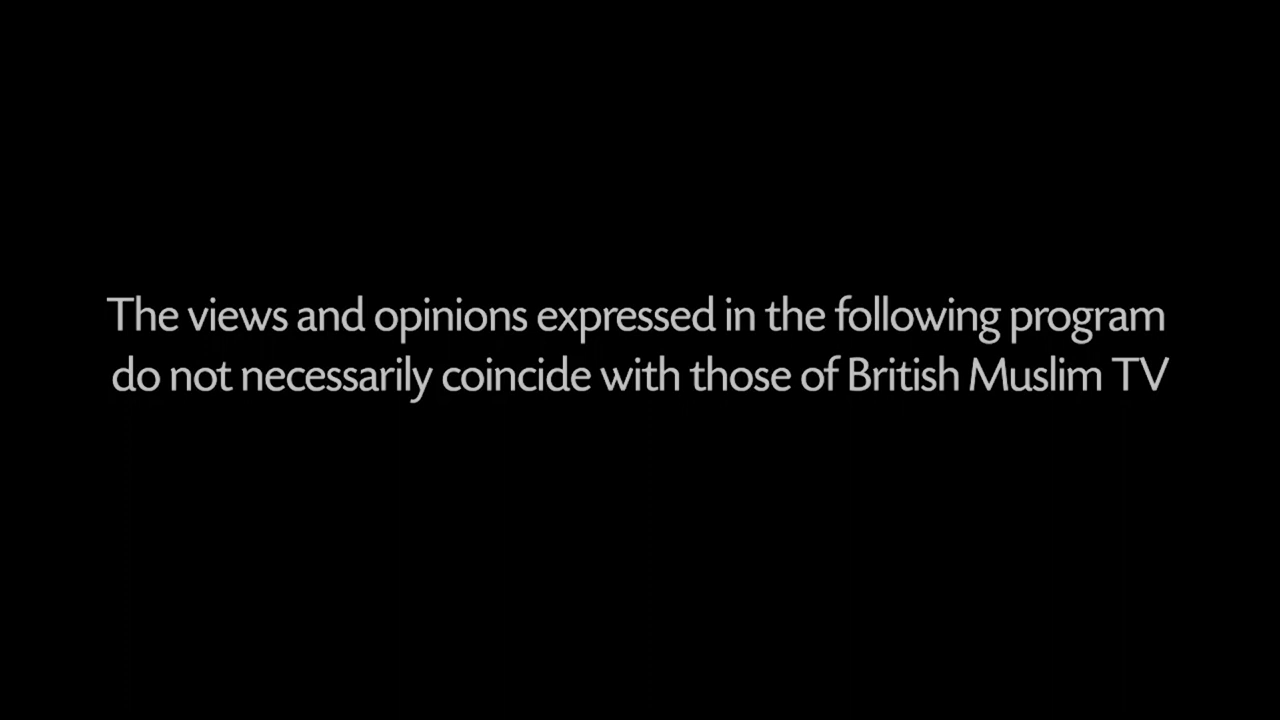 The views and opinions expressed in the following program
do not necessarily coincide with those of British Muslim TV